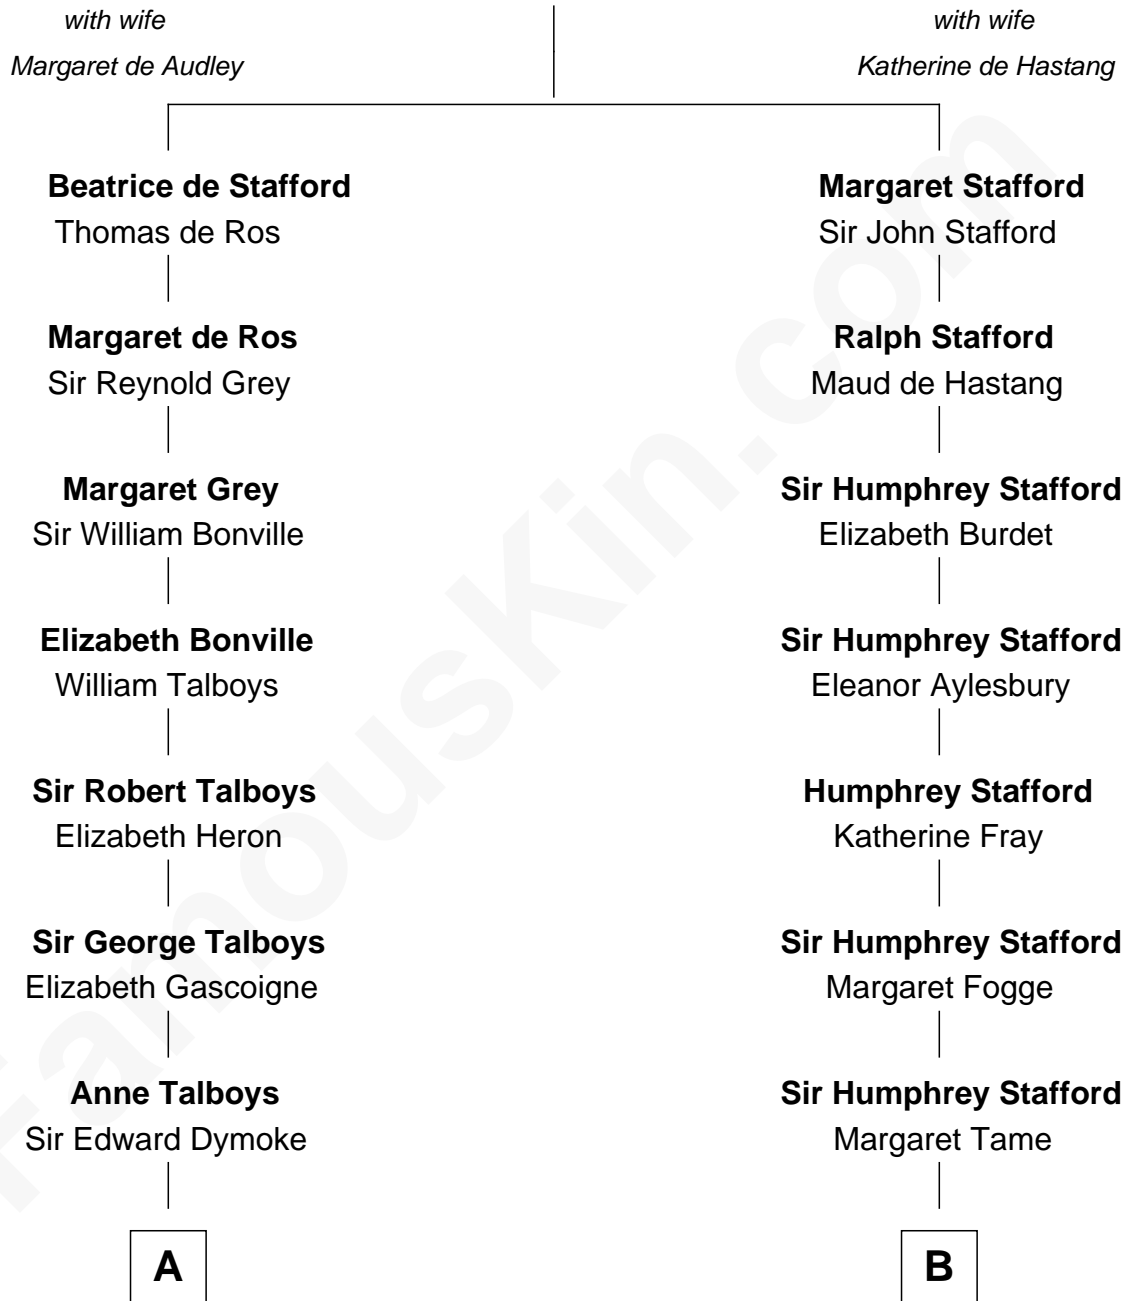 with wife
Margaret de Audley
with wife
Katherine de Hastang
Beatrice de Stafford
Thomas de Ros
Margaret Stafford
Sir John Stafford
Margaret de Ros
Sir Reynold Grey
Ralph Stafford
Maud de Hastang
Margaret Grey
Sir William Bonville
Sir Humphrey Stafford
Elizabeth Burdet
Elizabeth Bonville
William Talboys
Sir Humphrey Stafford
Eleanor Aylesbury
Sir Robert Talboys
Elizabeth Heron
Humphrey Stafford
Katherine Fray
Sir George Talboys
Elizabeth Gascoigne
Sir Humphrey Stafford
Margaret Fogge
Anne Talboys
Sir Edward Dymoke
Sir Humphrey Stafford
Margaret Tame
A
B
FamousKin.com